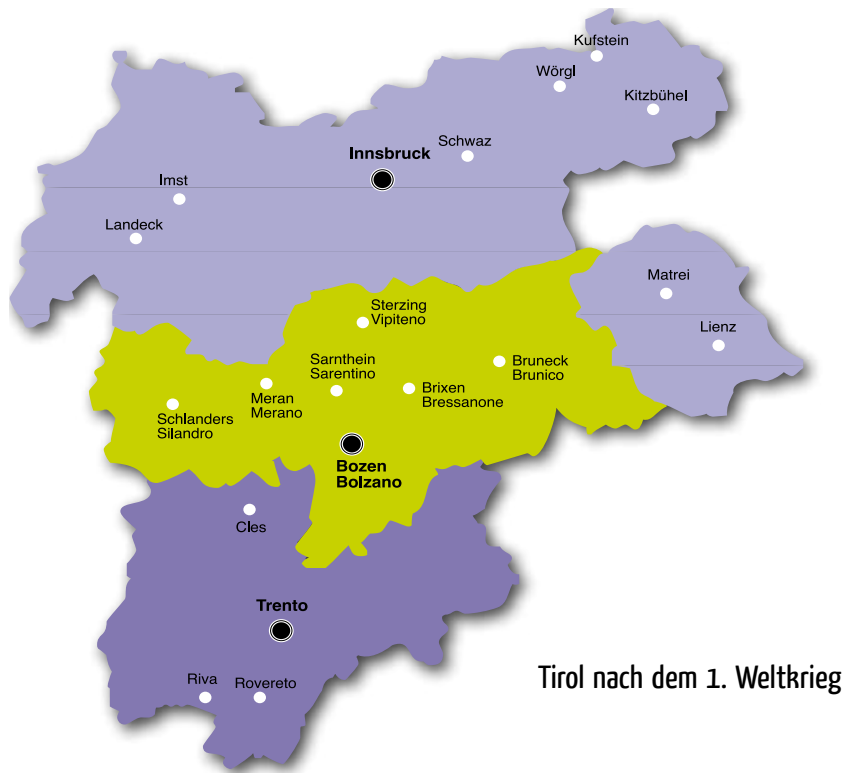 Kufstein
Wörgl
Kitzbühel
Schwaz
Innsbruck
Imst
Landeck
Matrei
Sterzing
Vipiteno
Lienz
Sarnthein
Sarentino
Bruneck
Brunico
Meran
Merano
Brixen
Bressanone
Schlanders
Silandro
Bozen
Bolzano
Cles
Trento
Riva
Rovereto
Tirol nach dem 1. Weltkrieg